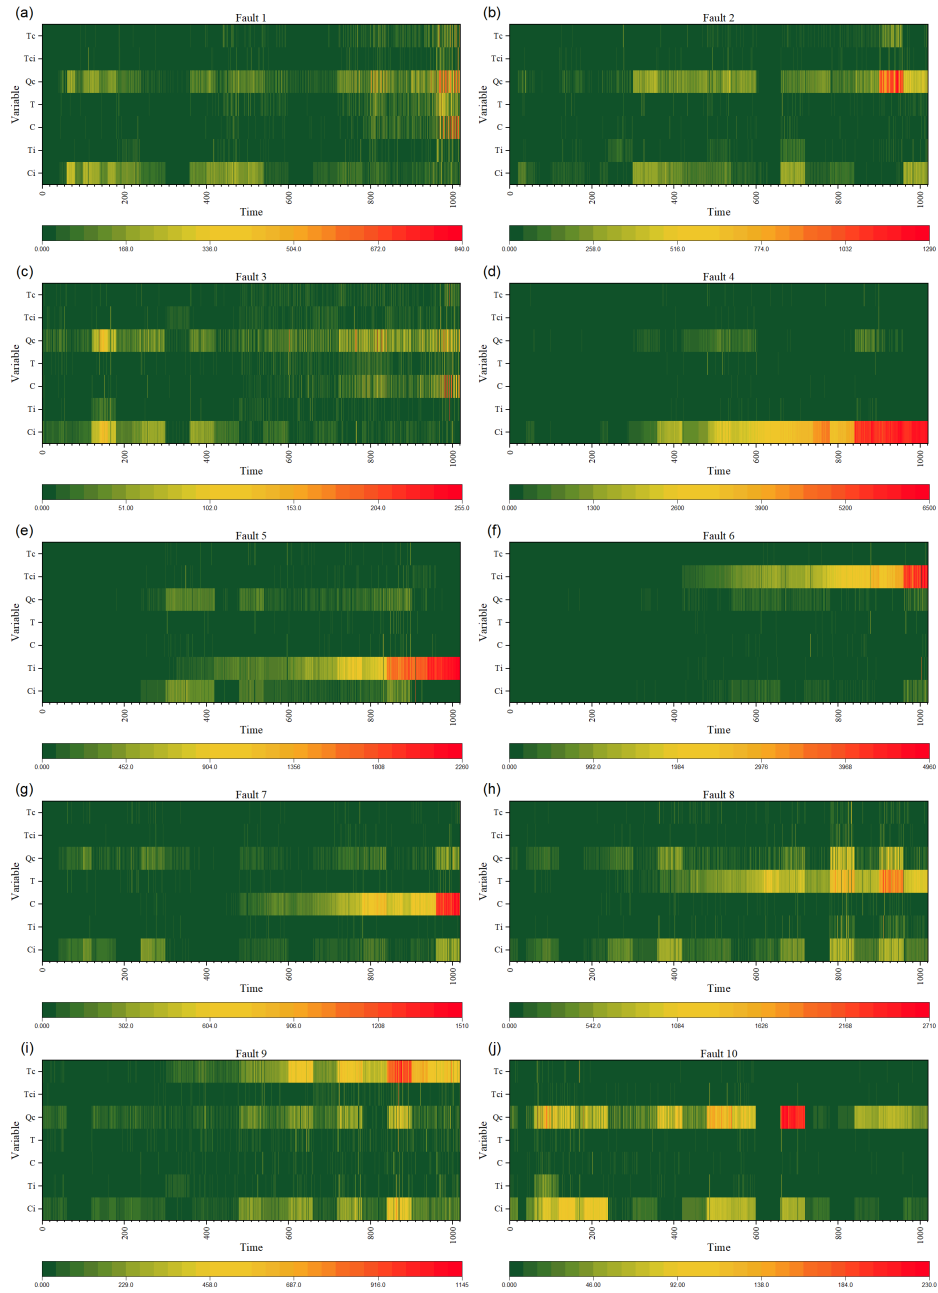 (a)
Fault 1
Variable
Tc
Tci
Qc
T
C
Ti
Ci
0 200 400 600 800 1000
Time
0.000 168.0 336.0 504.0 672.0 840.0
(b)
Fault 2
Variable
Tc
Tci
Qc
T
C
Ti
Ci
0 200 400 600 800 1000
Time
0.000 258.0 516.0 774.0 1032 1290
(c)
Fault 3
Variable
Tc
Tci
Qc
T
C
Ti
Ci
0 200 400 600 800 1000
Time
0.000 51.00 102.0 153.0 204.0 255.0
(d)
Fault 4
Variable
Tc
Tci
Qc
T
C
Ti
Ci
0 200 400 600 800 1000
Time
0.000 1300 2600 3900 5200 6500
(e)
Fault 5
Variable
Tc
Tci
Qc
T
C
Ti
Ci
0 200 400 600 800 1000
Time
0.000 452.0 904.0 1356 1808 2260
(f)
Fault 6
Variable
Tc
Tci
Qc
T
C
Ti
Ci
0 200 400 600 800 1000
Time
0.000 992.0 1984 2976 3968 4960
(g)
Fault 7
Variable
Tc
Tci
Qc
T
C
Ti
Ci
0 200 400 600 800 1000
Time
0.000 302.0 604.0 906.0 1208 1510
(h)
Fault 8
Variable
Tc
Tci
Qc
T
C
Ti
Ci
0 200 400 600 800 1000
Time
0.000 542.0 1084 1626 2168 2710
(i)
Fault 9
Variable
Tc
Tci
Qc
T
C
Ti
Ci
0 200 400 600 800 1000
Time
0.000 229.0 458.0 687.0 916.0 1145
(j)
Fault 10
Variable
Tc
Tci
Qc
T
C
Ti
Ci
0 200 400 600 800 1000
Time
0.000 46.00 92.00 138.0 184.0 230.0